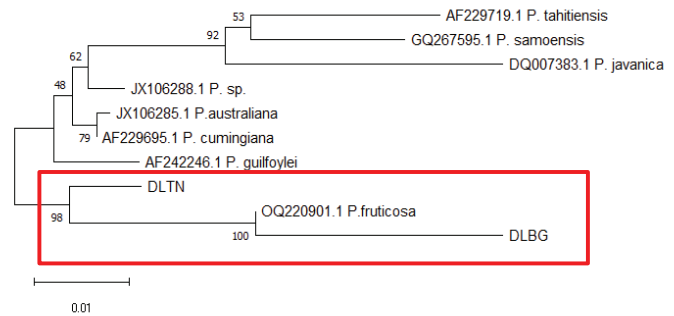 53
AF229719.1 P. tahitiensis
92
GQ267595.1 P. samoensis
62
DQ007383.1 P. javanica
48
JX106288.1 P. sp.
JX106285.1 P.australiana
79
AF229695.1 P. cumingiana
AF242246.1 P. guilfoylei
DLTN
98
OQ220901.1 P.fruticosa
100
DLBG
0.01